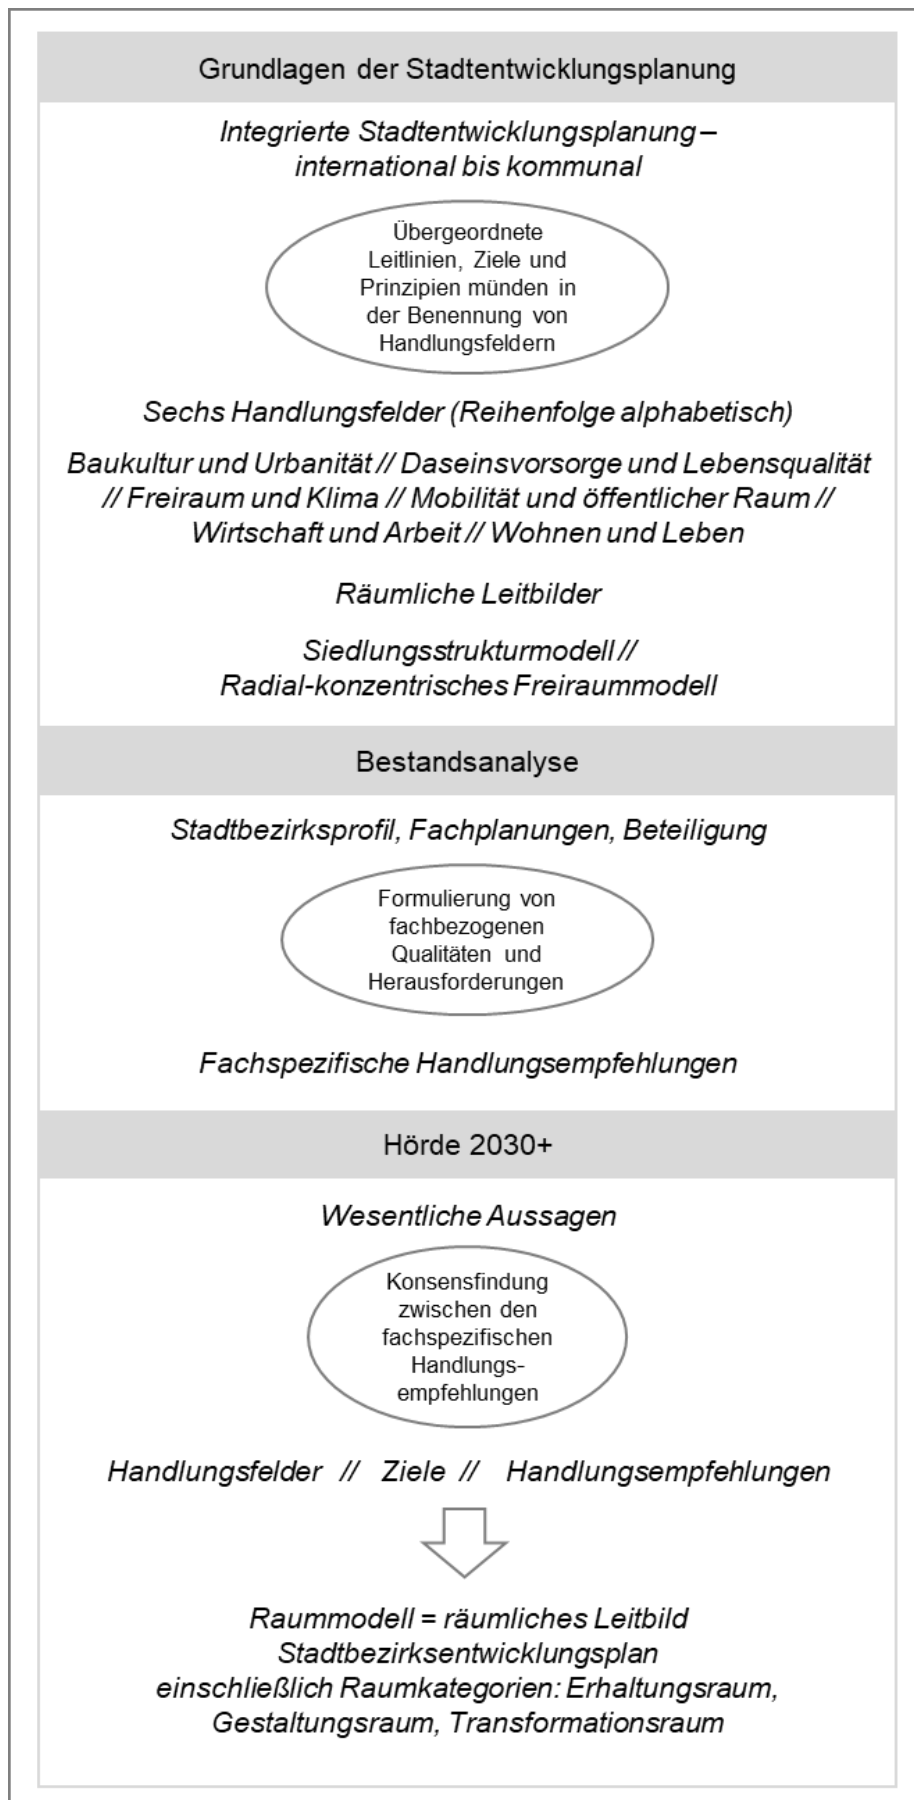 Grundlagen der Stadtentwicklungsplanung
Integrierte Stadtentwicklungsplanung –
international bis kommunal
Übergeordnete
Leitlinien, Ziele und
Prinzipien münden in
der Benennung von
Handlungsfeldern
Sechs Handlungsfelder (Reihenfolge alphabetisch)
Baukultur und Urbanität // Daseinsvorsorge und Lebensqualität
// Freiraum und Klima // Mobilität und öffentlicher Raum //
Wirtschaft und Arbeit // Wohnen und Leben
Räumliche Leitbilder
Siedlungsstrukturmodell //
Radial-konzentrisches Freiraummodell
Bestandsanalyse
Stadtbezirksprofil, Fachplanungen, Beteiligung
Formulierung von
fachbezogenen
Qualitäten und
Herausforderungen
Fachspezifische Handlungsempfehlungen
Hörde 2030+
Wesentliche Aussagen
Konsensfindung
zwischen den
fachspezifischen
Handlungs-
empfehlungen
Handlungsfelder // Ziele // Handlungsempfehlungen
Raummodell = räumliches Leitbild
Stadtbezirksentwicklungsplan
einschließlich Raumkategorien: Erhaltungsraum,
Gestaltungsraum, Transformationsraum